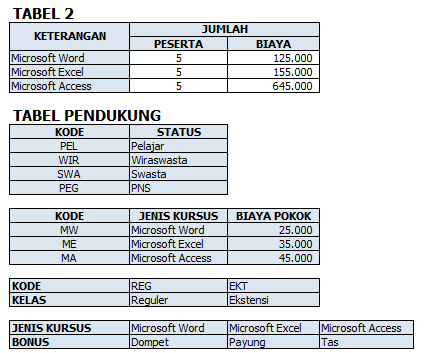 TABEL 2
KETERANGAN JUMLAH
PESERTA BIAYA
Microsoft Word 5 125.000
Microsoft Excel 5 155.000
Microsoft Access 5 645.000
TABEL PENDUKUNG
KODE STATUS
PEL Pelajar
WIR Wiraswasta
SWA Swasta
PEG PNS
KODE JENIS KURSUS BIAYA POKOK
MW Microsoft Word 25.000
ME Microsoft Excel 35.000
MA Microsoft Access 45.000
KODE REG EKT
KELAS Reguler Ekstensi
JENIS KURSUS Microsoft Word Microsoft Excel Microsoft Access
BONUS Dompet Payung Tas